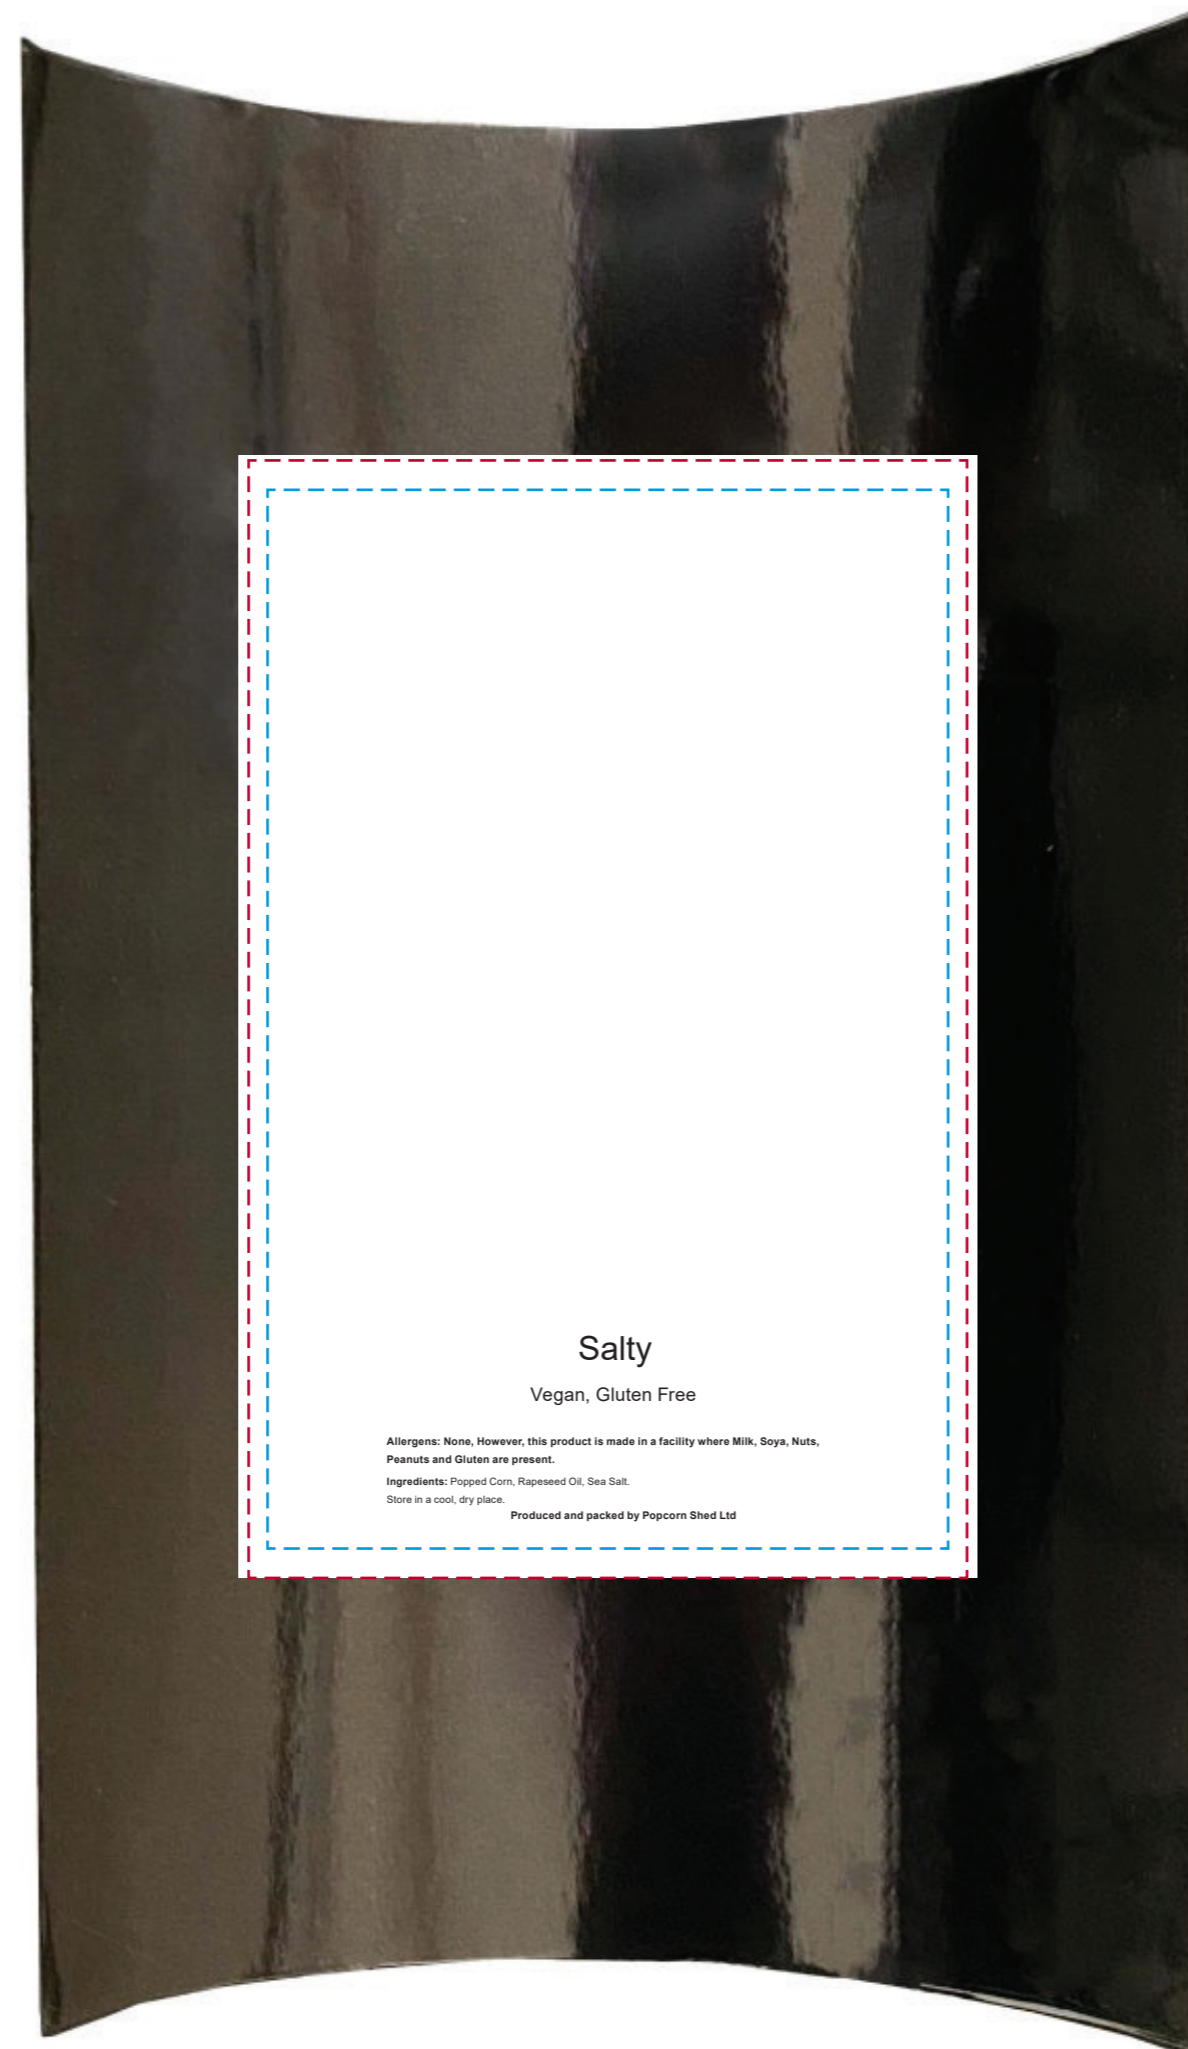 Salty
Vegan, Gluten Free
Allergens: None, However, this product is made in a facility where Milk, Soya, Nuts,
Peanuts and Gluten are present.
Ingredients: Popped Corn, Rapeseed Oil, Sea Salt.
Store in a cool, dry place.
Produced and packed by Popcorn Shed Ltd